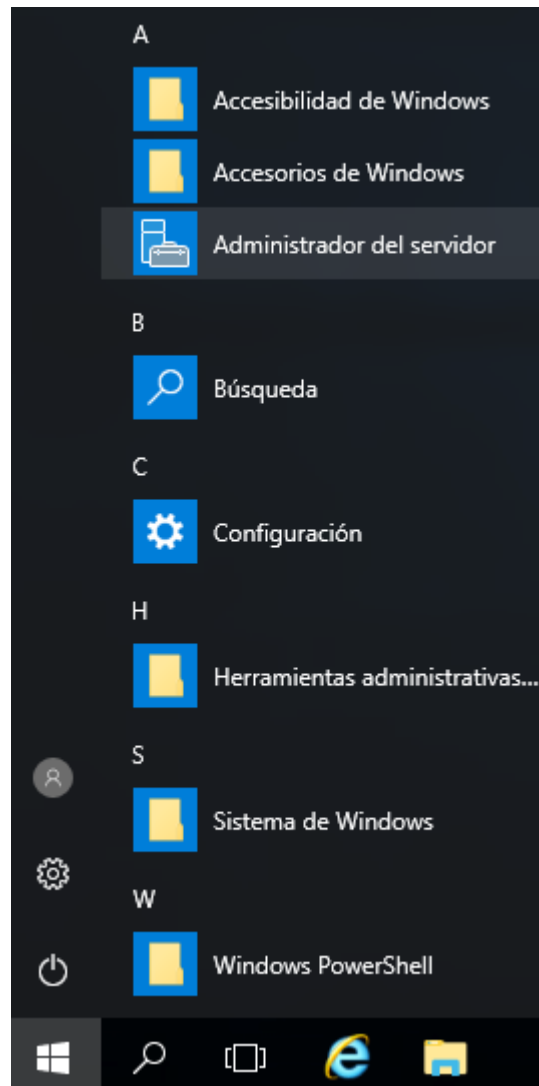 A
Accesibilidad de Windows
Accesorios de Windows
Administrador del servidor
B
Búsqueda
C
Configuración
H
Herramientas administrativas...
S
Sistema de Windows
W
Windows PowerShell